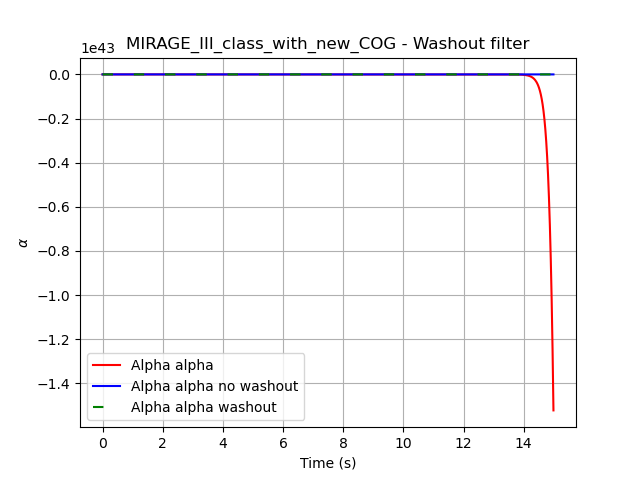 MIRAGE_III_class_with_new_COG - Washout filter
1e43
0.0
−0.2
−0.4
−0.6
−0.8
−1.0
−1.2
−1.4
α
Alpha alpha
Alpha alpha no washout
Alpha alpha washout
0 2 4 6 8 10 12 14
Time (s)